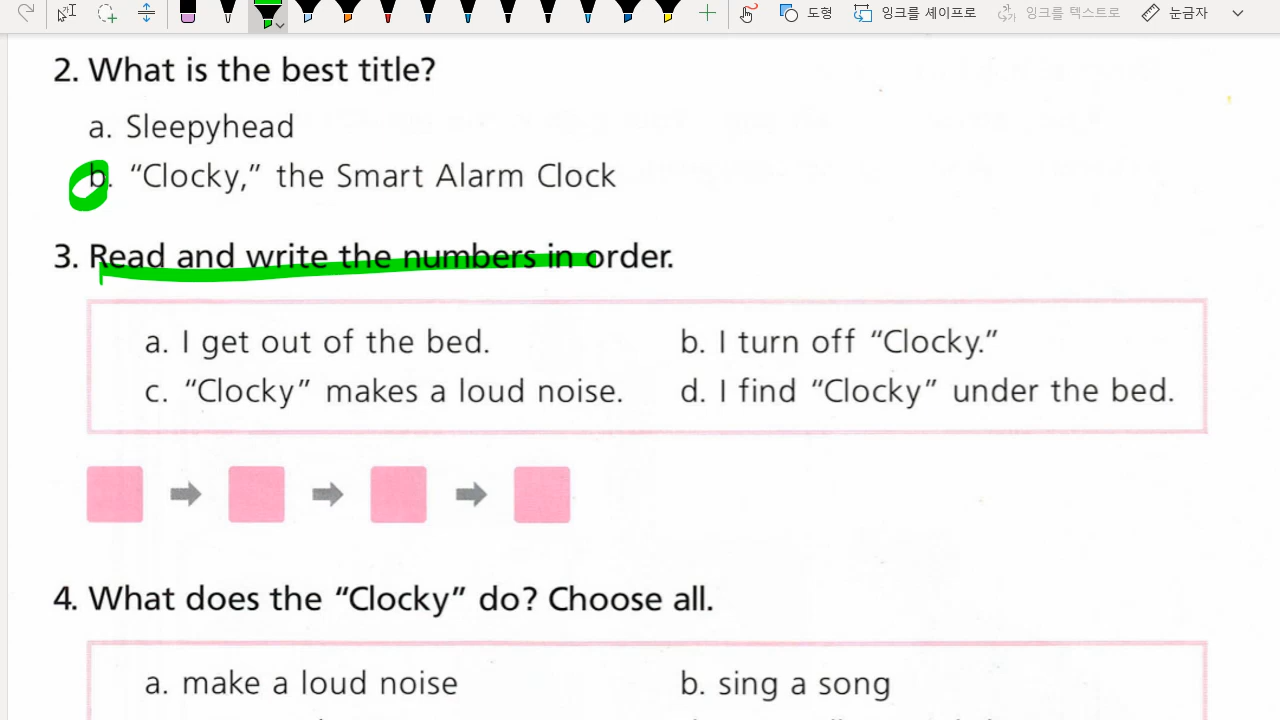 도형 잉크를 셰이프로 잉크를 텍스트로 눈금자
2. What is the best title?
a. Sleepyhead
b. “Clocky,” the Smart Alarm Clock
3. Read and write the numbers in order.
a. I get out of the bed. b. I turn off “Clocky.”
c. “Clocky” makes a loud noise. d. I find “Clocky” under the bed.
4. What does the “Clocky” do? Choose all.
a. make a loud noise b. sing a song